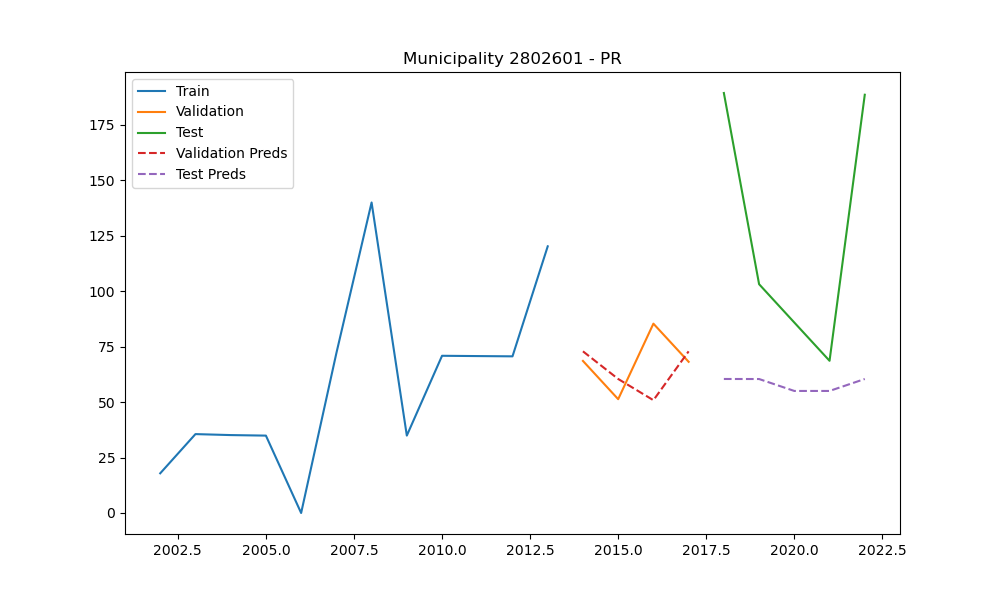 Municipality 2802601 - PR
Train
Validation
Test
Validation Preds
Test Preds
175
150
125
100
75
50
25
0
2002.5 2005.0 2007.5 2010.0 2012.5 2015.0 2017.5 2020.0 2022.5